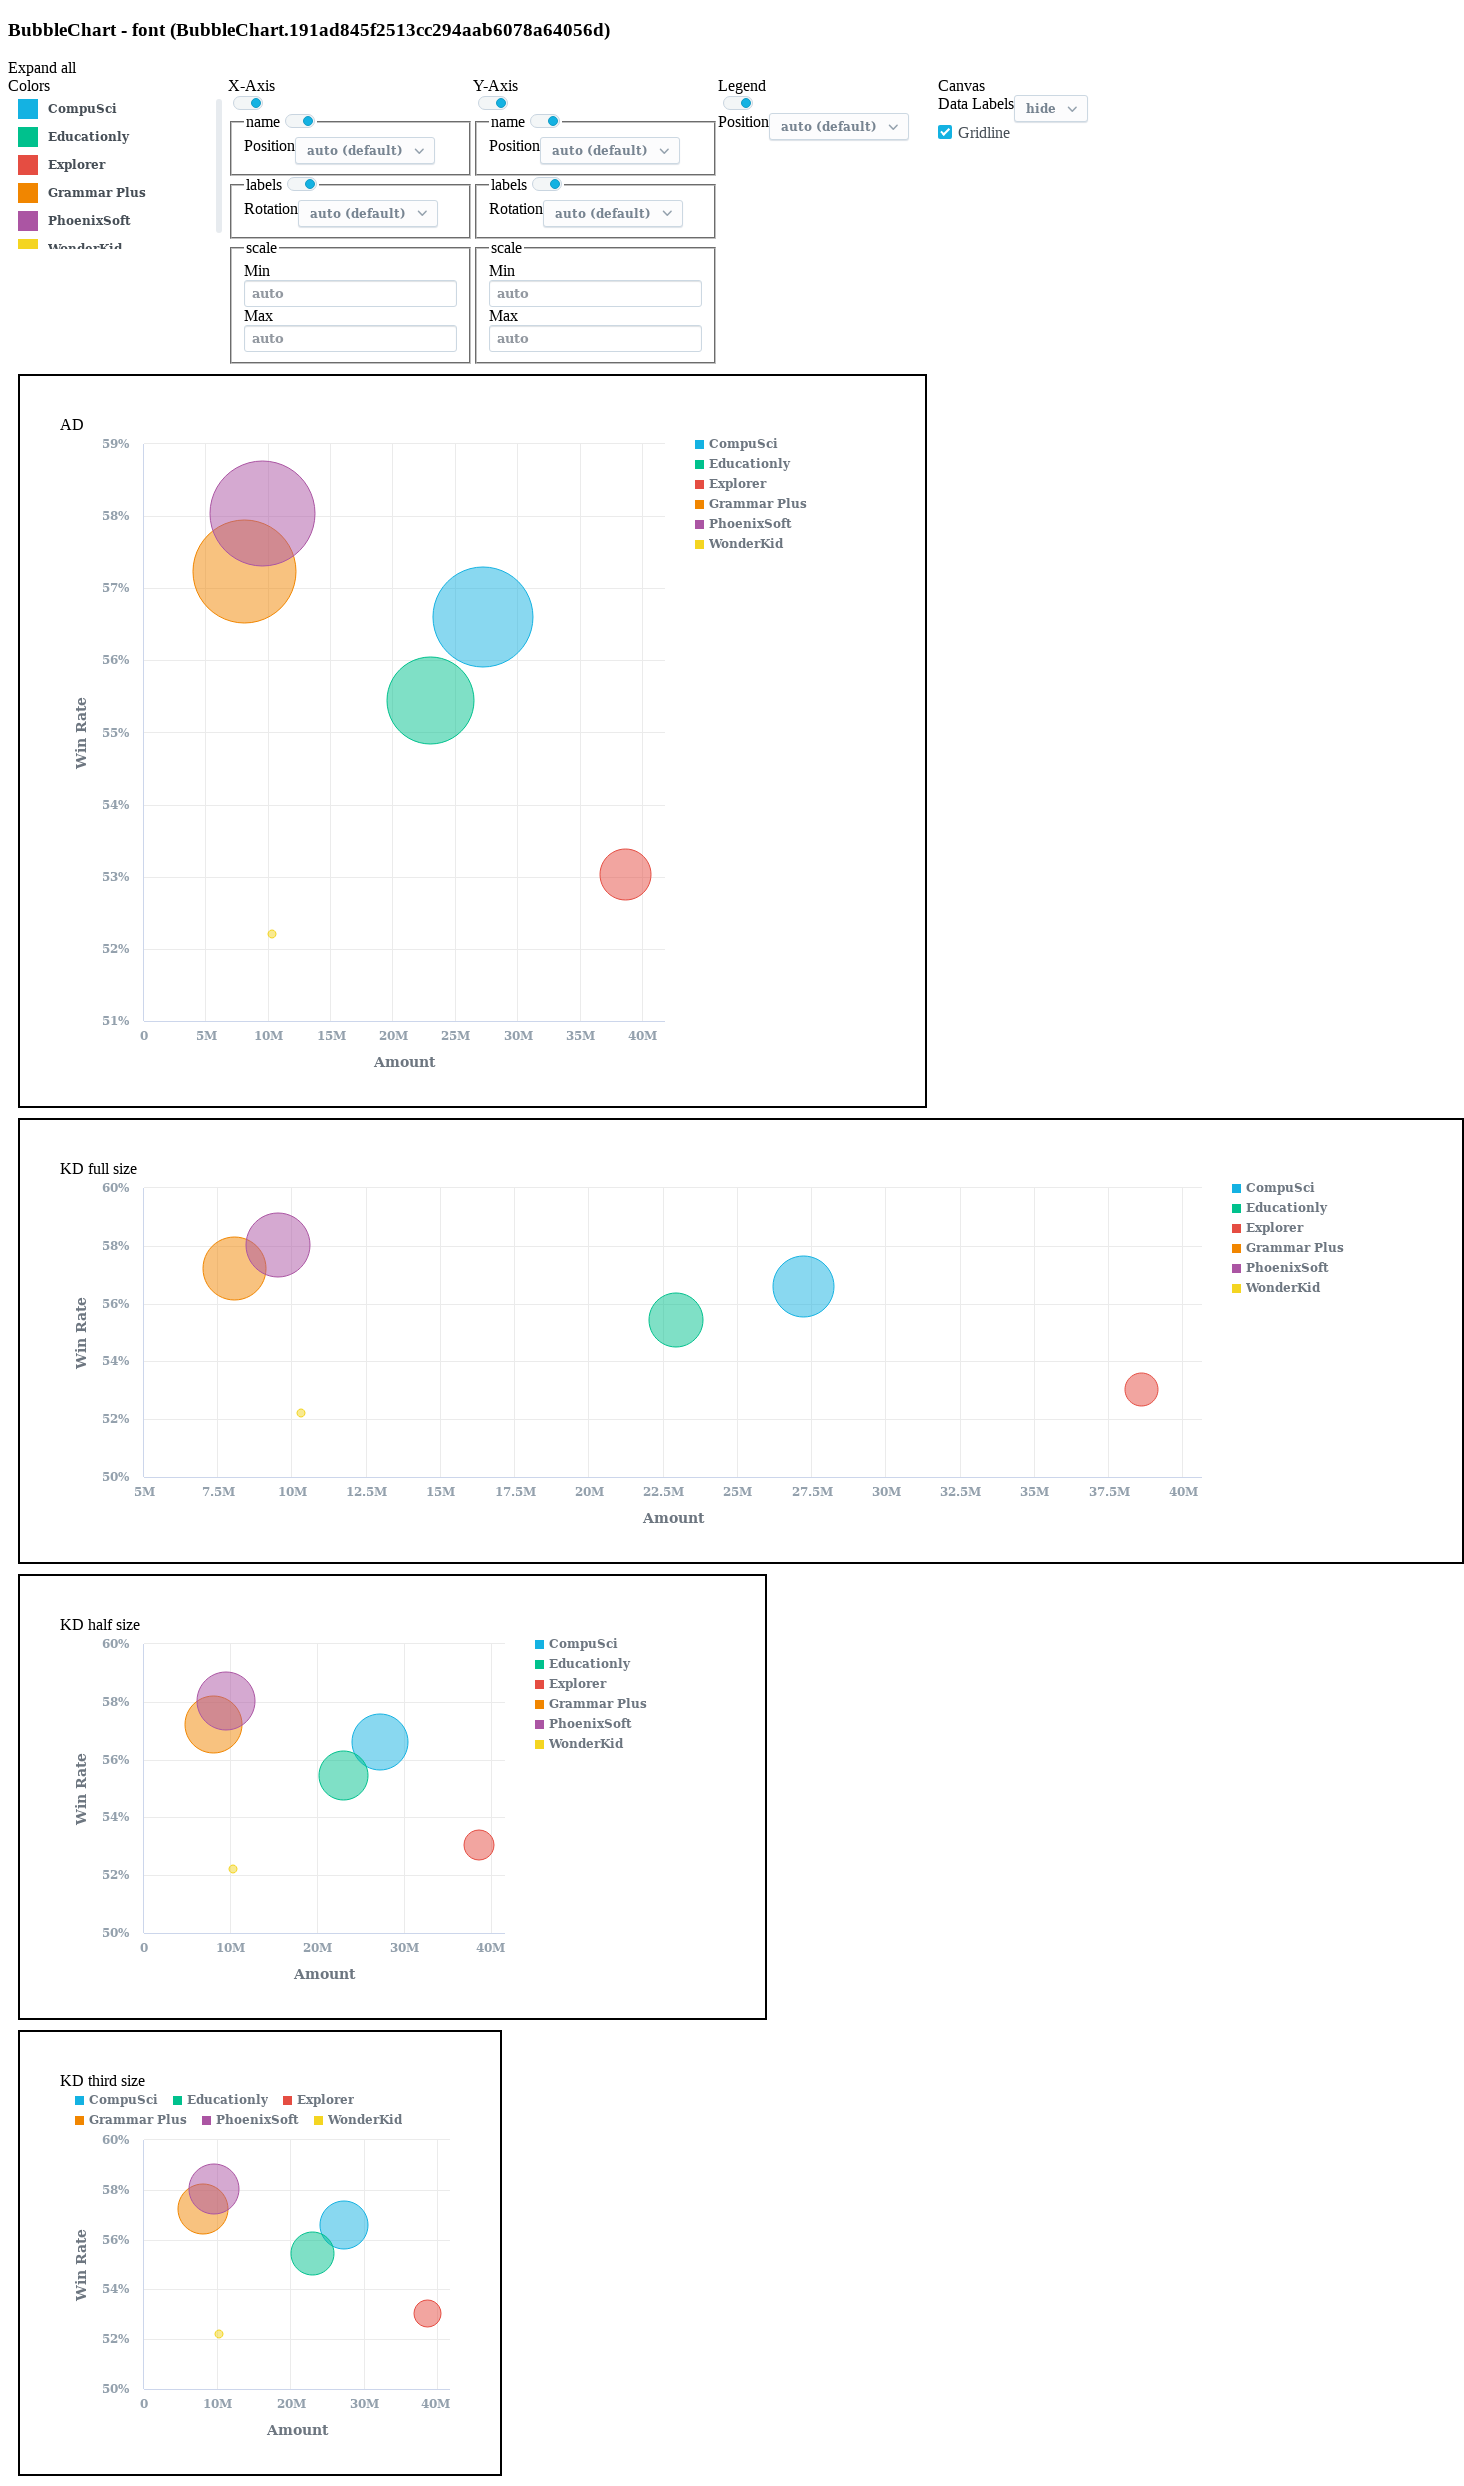 BubbleChart - font (BubbleChart.191ad845f2513cc294aab6078a64056d)
Expand all
Colors
CompuSci
Educationly
Explorer
Grammar Plus
PhoenixSoft
WonderKid
X-Axis
name
Position auto (default)
labels
Rotation auto (default)
scale
Min
auto
Max
auto
Y-Axis
name
Position auto (default)
labels
Rotation auto (default)
scale
Min
auto
Max
auto
Legend
Position auto (default)
Canvas
Data Labels hide
Gridline
AD
59%
58%
57%
56%
55%
54%
53%
52%
51%
Win Rate
0 5M 10M 15M 20M 25M 30M 35M 40M
Amount
CompuSci
Educationly
Explorer
Grammar Plus
PhoenixSoft
WonderKid
KD full size
60%
58%
56%
54%
52%
50%
Win Rate
5M 7.5M 10M 12.5M 15M 17.5M 20M 22.5M 25M 27.5M 30M 32.5M 35M 37.5M 40M
Amount
CompuSci
Educationly
Explorer
Grammar Plus
PhoenixSoft
WonderKid
KD half size
60%
58%
56%
54%
52%
50%
Win Rate
0 10M 20M 30M 40M
Amount
CompuSci
Educationly
Explorer
Grammar Plus
PhoenixSoft
WonderKid
KD third size
CompuSci Educationly Explorer
Grammar Plus PhoenixSoft WonderKid
60%
58%
56%
54%
52%
50%
Win Rate
0 10M 20M 30M 40M
Amount